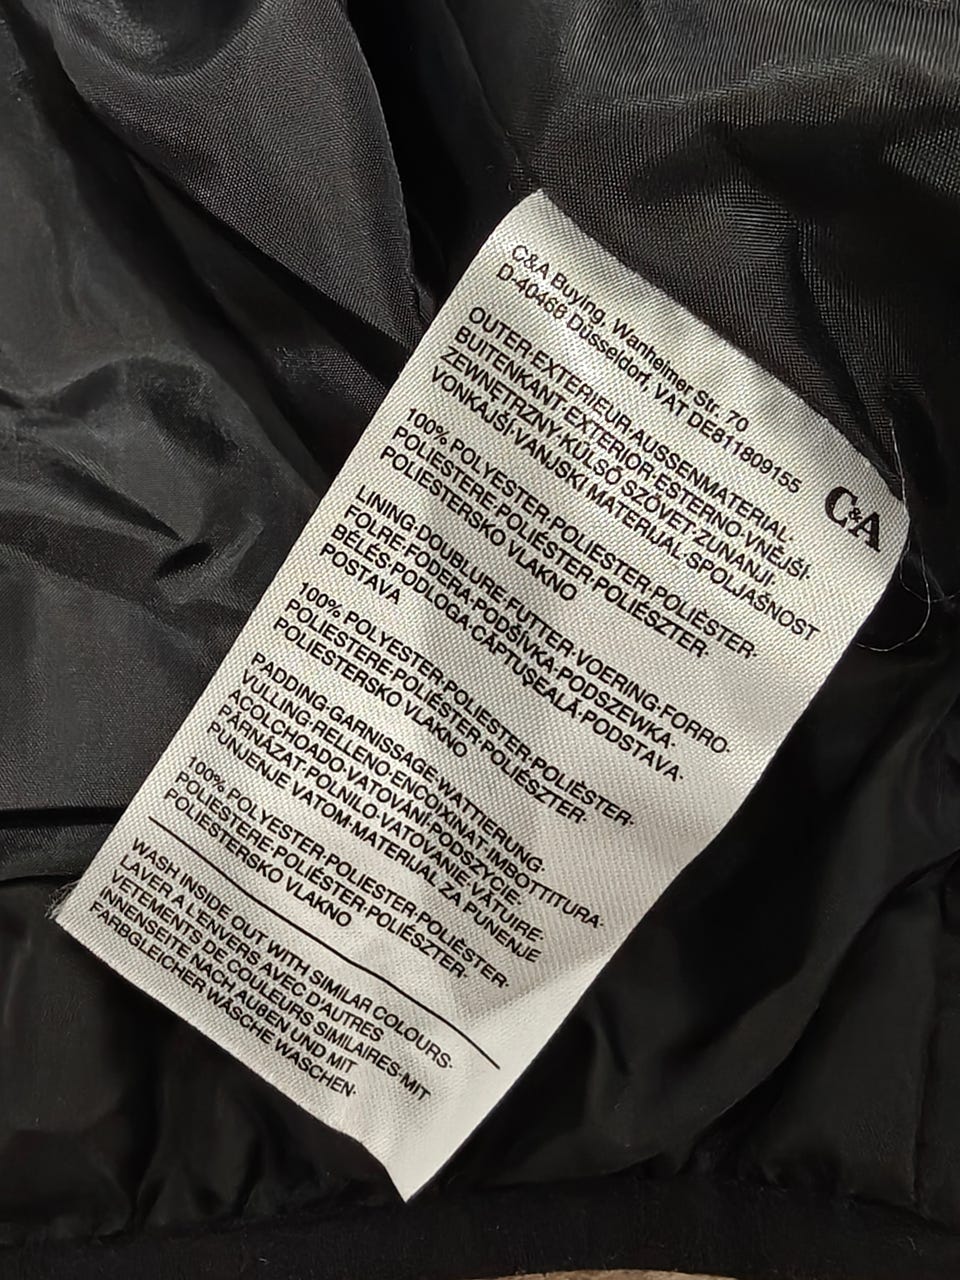 C&A
C&A Buying, Wanheimer Str. 70
D-40468 Düsseldorf, VAT DE811809155
OUTER·EXTERIEUR·AUSSENMATERIAL·
BUITENKANT·EXTERIOR·ESTERNO·VNĚJŠÍ·
ZEWNĘTRZNY·KÜLSŐ SZÖVET·ZUNANJI·
VONKAJŠÍ·VANJSKI MATERIJAL·SPOLJAŠNOST
100% POLYESTER·POLIESTER·POLIÉSTER·
POLIESTERE·POLIÉSTER·POLIÉSZTER·
POLIESTERSKO VLAKNO
LINING·DOUBLURE·FUTTER·VOERING·FORRO·
FOLRE·FODERA·PODŠÍVKA·PODSZEWKA·
BÉLÉS·PODLOGA·CĂPTUŞEALĂ·PODSTAVA·
POSTAVA
100% POLYESTER·POLIESTER·POLIÉSTER·
POLIESTERE·POLIÉSTER·POLIÉSZTER·
POLIESTERSKO VLAKNO
PADDING·GARNISSAGE·WATTIERUNG·
VULLING·RELLENO·ENCOIXINAT·IMBOTTITURA·
ACOLCHOADO·VATOVÁNÍ·PODSZYCIE·
PÁRNÁZAT·POLNILO·VATOVANIE·VĂTUIRE·
PUNJENJE VATOM·MATERIJAL ZA PUNJENJE
100% POLYESTER·POLIESTER·POLIÉSTER·
POLIESTERE·POLIÉSTER·POLIÉSZTER·
POLIESTERSKO VLAKNO
WASH INSIDE OUT WITH SIMILAR COLOURS·
LAVER A L'ENVERS AVEC D'AUTRES
VETEMENTS DE COULEURS SIMILAIRES·MIT
INNENSEITE NACH AUßEN UND MIT
FARBGLEICHER WÄSCHE WASCHEN·